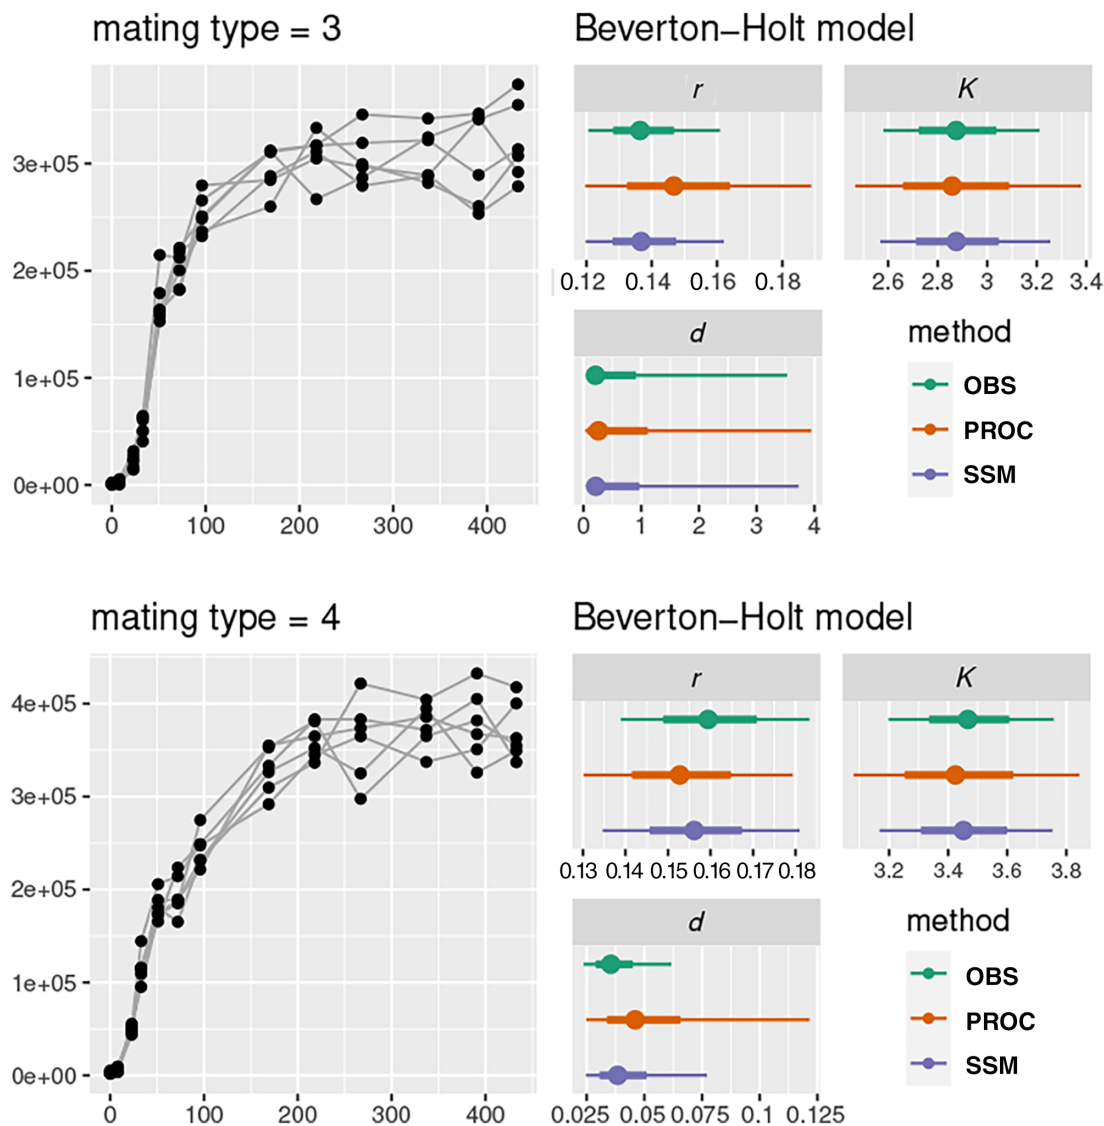 mating type = 3
Beverton−Holt model
r
K
3e+05
2e+05
1e+05
0e+00
0 100 200 300 400
0.12 0.14 0.16 0.18
2.6 2.8 3 3.2 3.4
d
0 1 2 3 4
method
OBS
PROC
SSM
mating type = 4
Beverton−Holt model
r
K
4e+05
3e+05
2e+05
1e+05
0e+00
0 100 200 300 400
0.13 0.14 0.15 0.16 0.17 0.18
3.2 3.4 3.6 3.8
d
0.025 0.05 0.075 0.1 0.125
method
OBS
PROC
SSM